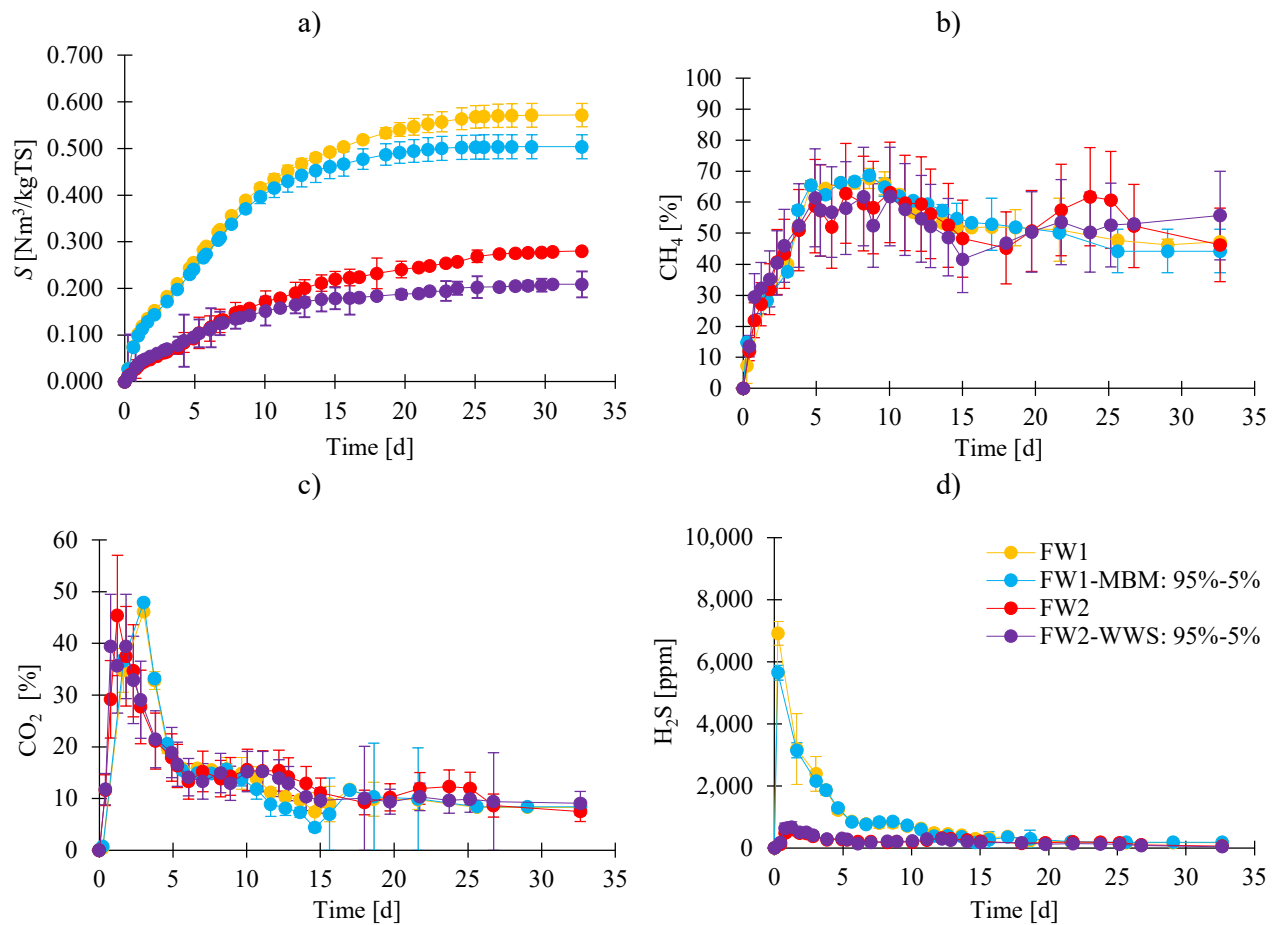 a)
0.700
0.600
0.500
0.400
0.300
0.200
0.100
0.000
S [Nm³/kgTS]
0 5 10 15 20 25 30 35
Time [d]
b)
100
90
80
70
60
50
40
30
20
10
0
CH₄ [%]
0 5 10 15 20 25 30 35
Time [d]
c)
60
50
40
30
20
10
0
CO₂ [%]
0 5 10 15 20 25 30 35
Time [d]
d)
10,000
8,000
6,000
4,000
2,000
0
H₂S [ppm]
FW1
FW1-MBM: 95%-5%
FW2
FW2-WWS: 95%-5%
0 5 10 15 20 25 30 35
Time [d]